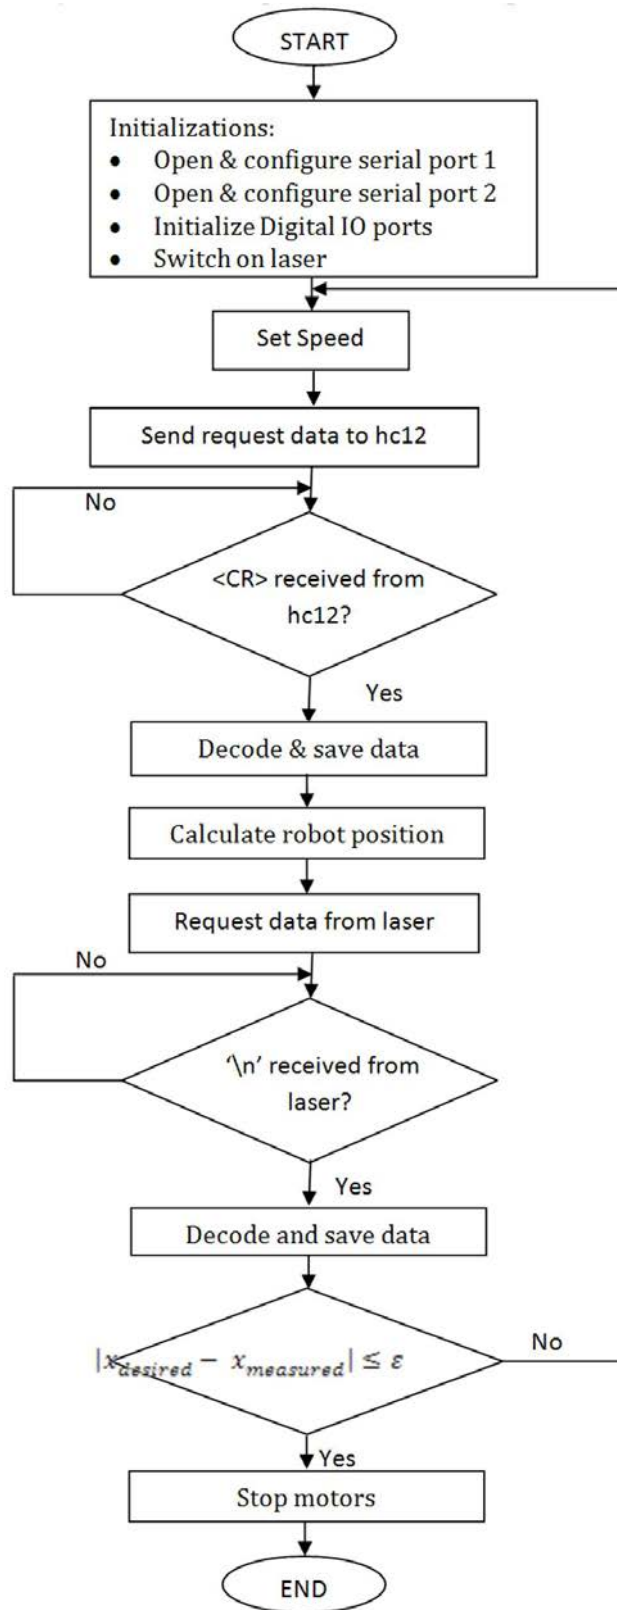 START
Initializations:
• Open & configure serial port 1
• Open & configure serial port 2
• Initialize Digital IO ports
• Switch on laser
Set Speed
Send request data to hc12
No
<CR> received from
hc12?
Yes
Decode & save data
Calculate robot position
Request data from laser
No
‘\n’ received from
laser?
Yes
Decode and save data
|x_desired − x_measured| ≤ ε
No
Yes
Stop motors
END